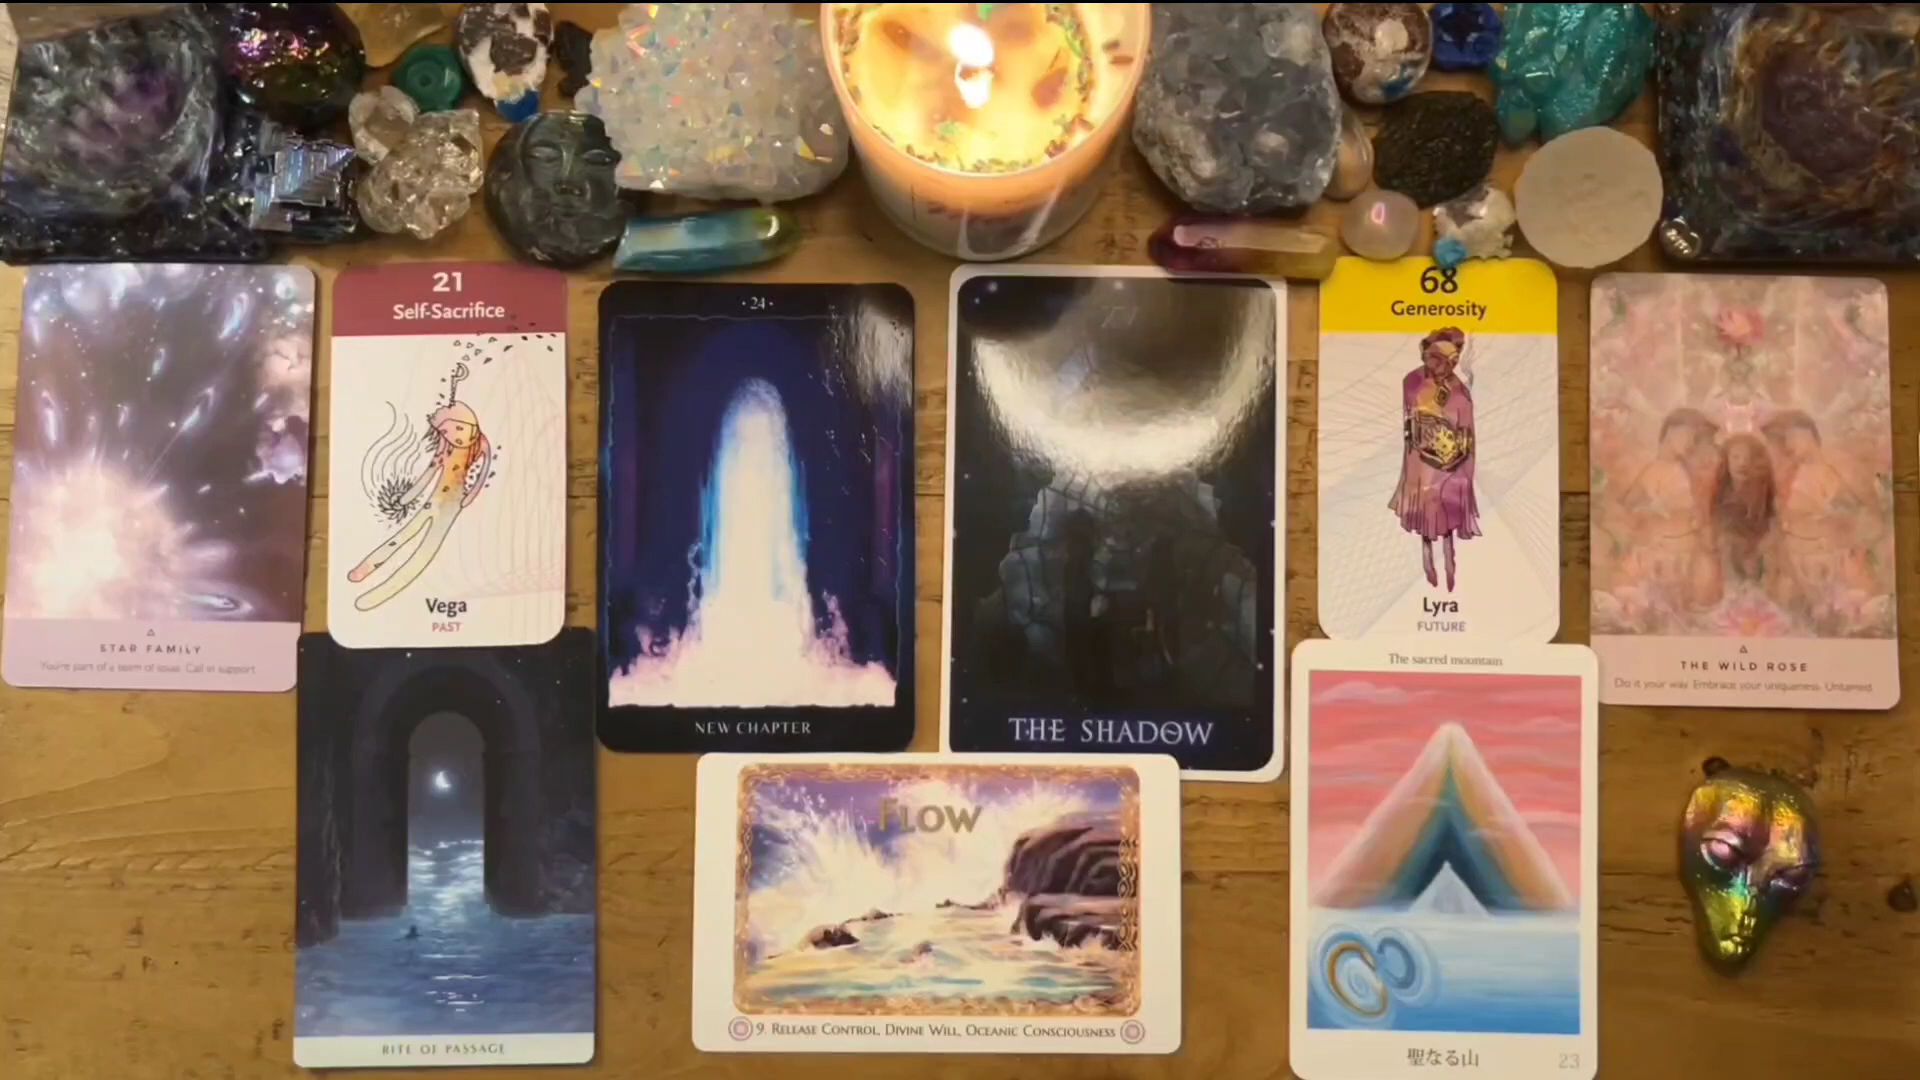 STAR FAMILY
You're part of a team of souls. Call in support.
21
Self-Sacrifice
Vega
PAST
· 24 ·
NEW CHAPTER
THE SHADOW
68
Generosity
Lyra
FUTURE
THE WILD ROSE
Do it your way. Embrace your uniqueness. Untamed.
RITE OF PASSAGE
FLOW
9. RELEASE CONTROL, DIVINE WILL, OCEANIC CONSCIOUSNESS
The sacred mountain
聖なる山
23